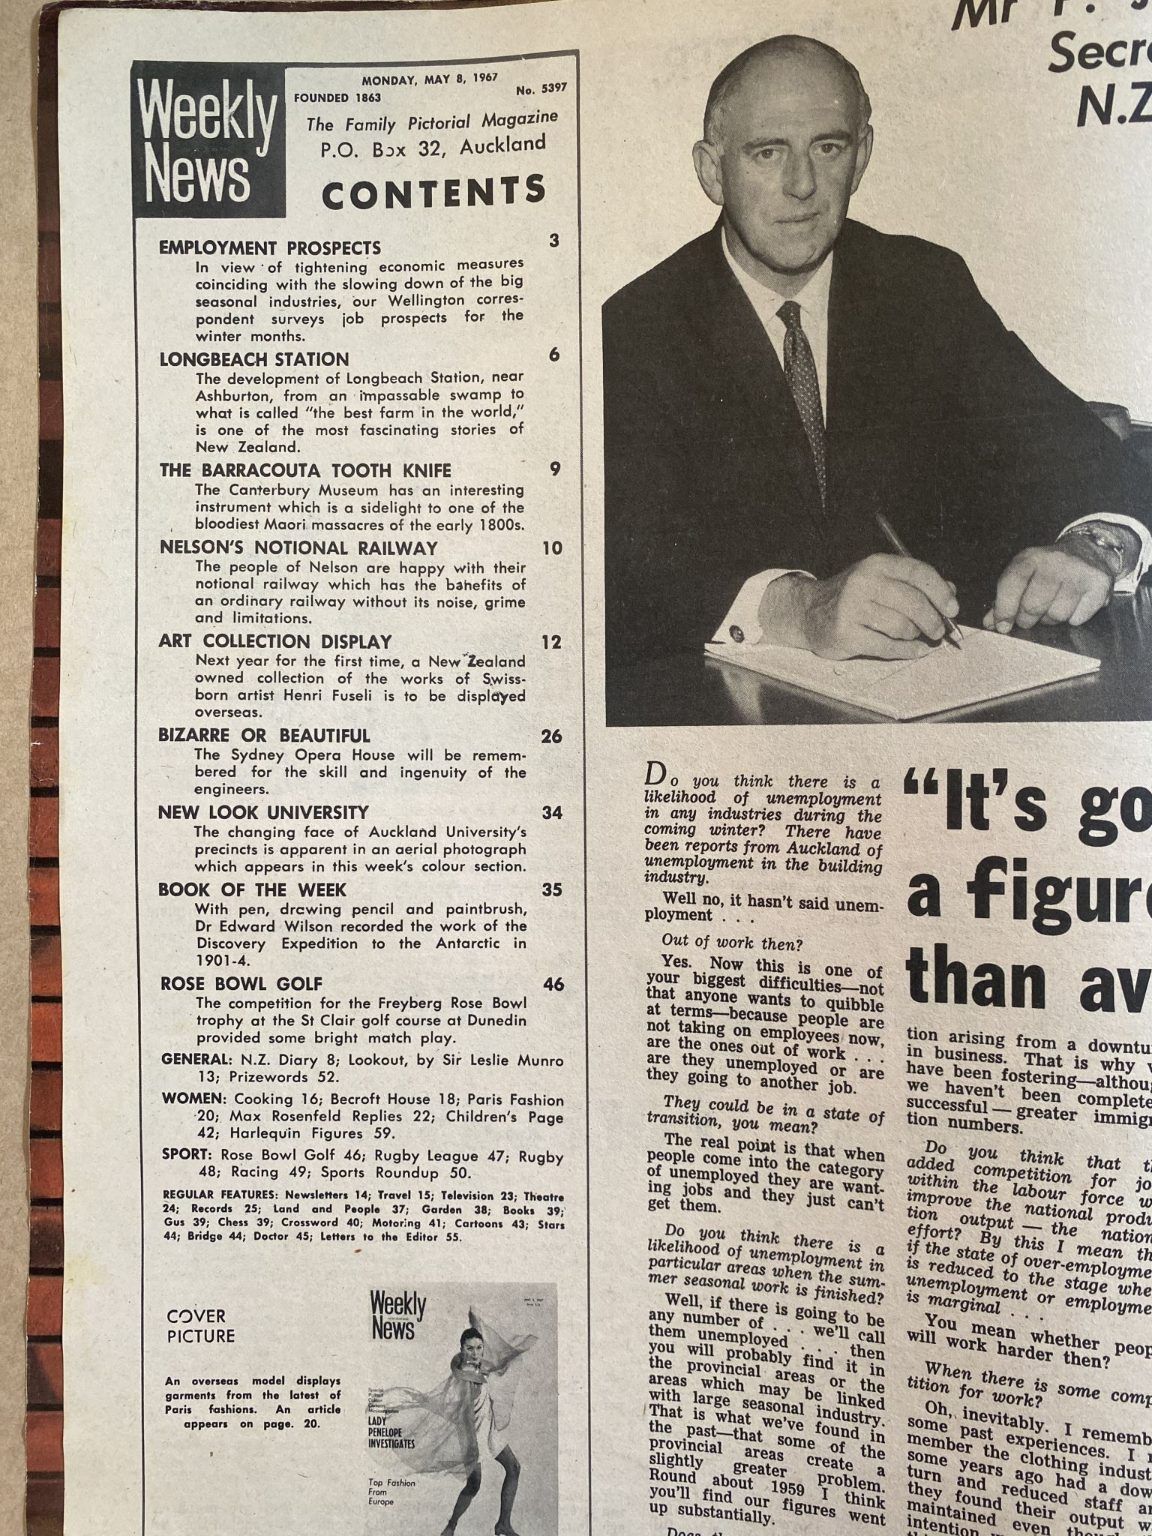 Weekly
News
MONDAY, MAY 8, 1967
FOUNDED 1863
No. 5397
The Family Pictorial Magazine
P.O. Box 32, Auckland
CONTENTS
EMPLOYMENT PROSPECTS 3
In view of tightening economic measures
coinciding with the slowing down of the big
seasonal industries, our Wellington corres-
pondent surveys job prospects for the
winter months.
LONGBEACH STATION 6
The development of Longbeach Station, near
Ashburton, from an impassable swamp to
what is called "the best farm in the world,"
is one of the most fascinating stories of
New Zealand.
THE BARRACOUTA TOOTH KNIFE 9
The Canterbury Museum has an interesting
instrument which is a sidelight to one of the
bloodiest Maori massacres of the early 1800s.
NELSON'S NOTIONAL RAILWAY 10
The people of Nelson are happy with their
notional railway which has the benefits of
an ordinary railway without its noise, grime
and limitations.
ART COLLECTION DISPLAY 12
Next year for the first time, a New Zealand
owned collection of the works of Swiss-
born artist Henri Fuseli is to be displayed
overseas.
BIZARRE OR BEAUTIFUL 26
The Sydney Opera House will be remem-
bered for the skill and ingenuity of the
engineers.
NEW LOOK UNIVERSITY 34
The changing face of Auckland University's
precincts is apparent in an aerial photograph
which appears in this week's colour section.
BOOK OF THE WEEK 35
With pen, drawing pencil and paintbrush,
Dr Edward Wilson recorded the work of the
Discovery Expedition to the Antarctic in
1901-4.
ROSE BOWL GOLF 46
The competition for the Freyberg Rose Bowl
trophy at the St Clair golf course at Dunedin
provided some bright match play.
GENERAL: N.Z. Diary 8; Lookout, by Sir Leslie Munro
13; Prizewords 52.
WOMEN: Cooking 16; Becroft House 18; Paris Fashion
20; Max Rosenfeld Replies 22; Children's Page
42; Harlequin Figures 59.
SPORT: Rose Bowl Golf 46; Rugby League 47; Rugby
48; Racing 49; Sports Roundup 50.
REGULAR FEATURES: Newsletters 14; Travel 15; Television 23; Theatre
24; Records 25; Land and People 37; Garden 38; Books 39;
Gus 39; Chess 39; Crossword 40; Motoring 41; Cartoons 43; Stars
44; Bridge 44; Doctor 45; Letters to the Editor 55.
COVER
PICTURE
An overseas model displays
garments from the latest of
Paris fashions. An article
appears on page. 20.
Weekly
News
LADY
PENELOPE
INVESTIGATES
Top Fashion
From
Europe
Mr
Secre
N.Z
Do you think there is a
likelihood of unemployment
in any industries during the
coming winter? There have
been reports from Auckland of
unemployment in the building
industry.
Well no, it hasn't said unem-
ployment . . .
Out of work then?
Yes. Now this is one of
your biggest difficulties—not
that anyone wants to quibble
at terms—because people are
not taking on employees now,
are the ones out of work . . .
are they unemployed or are
they going to another job.
They could be in a state of
transition, you mean?
The real point is that when
people come into the category
of unemployed they are want-
ing jobs and they just can't
get them.
Do you think there is a
likelihood of unemployment in
particular areas when the sum-
mer seasonal work is finished?
Well, if there is going to be
any number of . . . we'll call
them unemployed . . . then
you will probably find it in
the provincial areas or the
areas which may be linked
with large seasonal industry.
That is what we've found in
the past—that some of the
provincial areas create a
slightly greater problem.
Round about 1959 I think
you'll find our figures went
up substantially.
"It's go
a figure
than av
tion arising from a downtu
in business. That is why w
have been fostering—althoug
we haven't been complete
successful — greater immigr
tion numbers.
Do you think that th
added competition for jo
within the labour force w
improve the national produ
tion output — the nation
effort? By this I mean th
if the state of over-employme
is reduced to the stage whe
unemployment or employme
is marginal . . .
You mean whether peop
will work harder then?
When there is some comp
tition for work?
Oh, inevitably. I rememb
some past experiences. I r
member the clothing indust
some years ago had a dow
turn and reduced staff an
they found their output w
maintained even though
intention